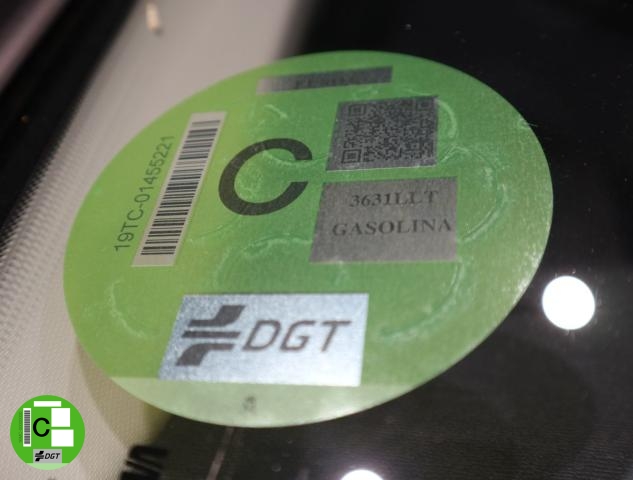 19TC-01455221
C
3631LLT
GASOLINA
DGT
C
DGT